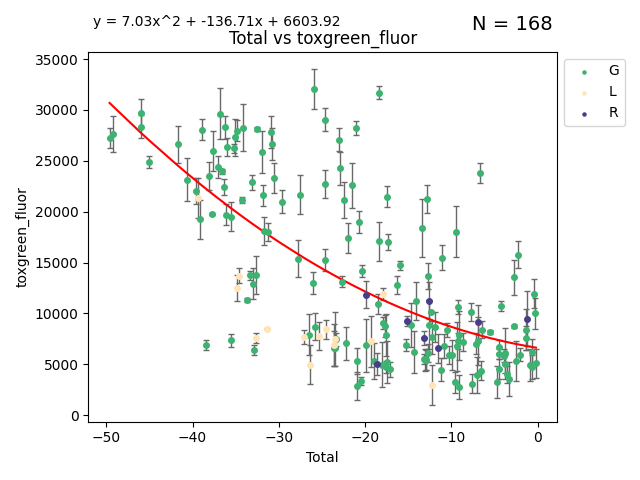 y = 7.03x^2 + -136.71x + 6603.92
N = 168
Total vs toxgreen_fluor
35000
30000
25000
20000
15000
10000
5000
0
toxgreen_fluor
−50
−40
−30
−20
−10
0
Total
G
L
R